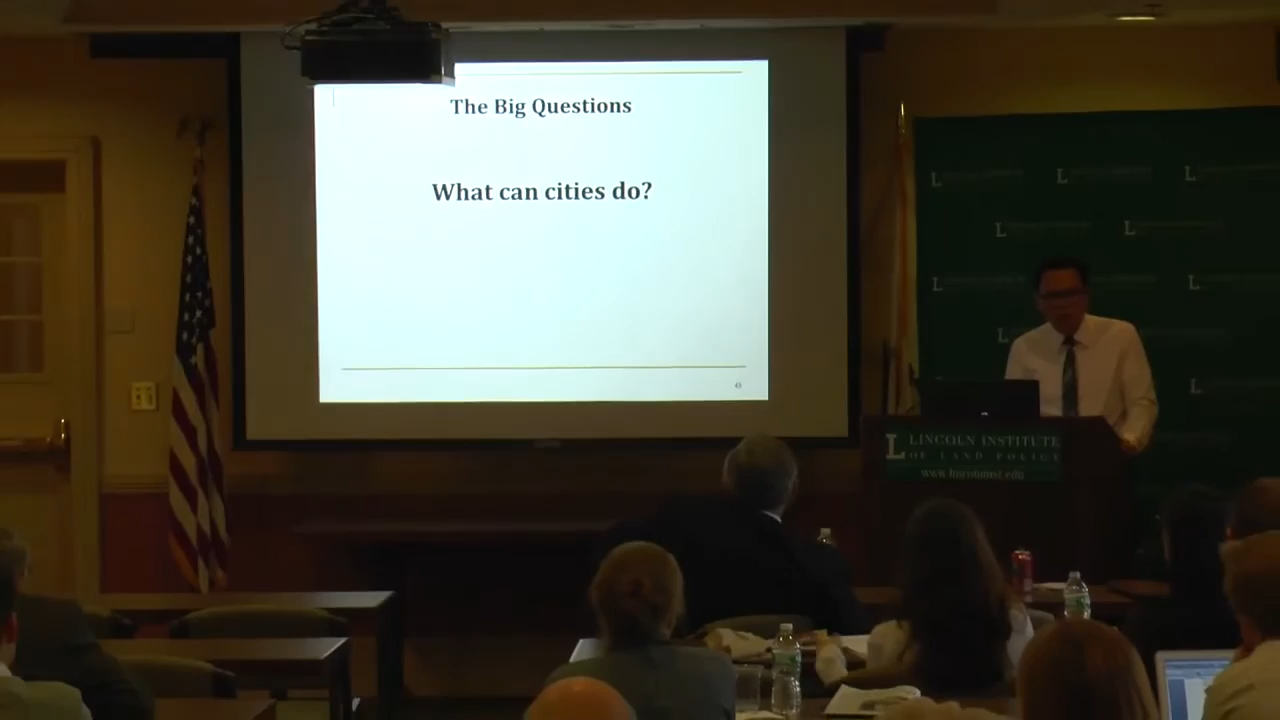 The Big Questions
What can cities do?
L LINCOLN INSTITUTE
OF LAND POLICY
www.lincolninst.edu
L
L
L
L
L
L
L
L
L